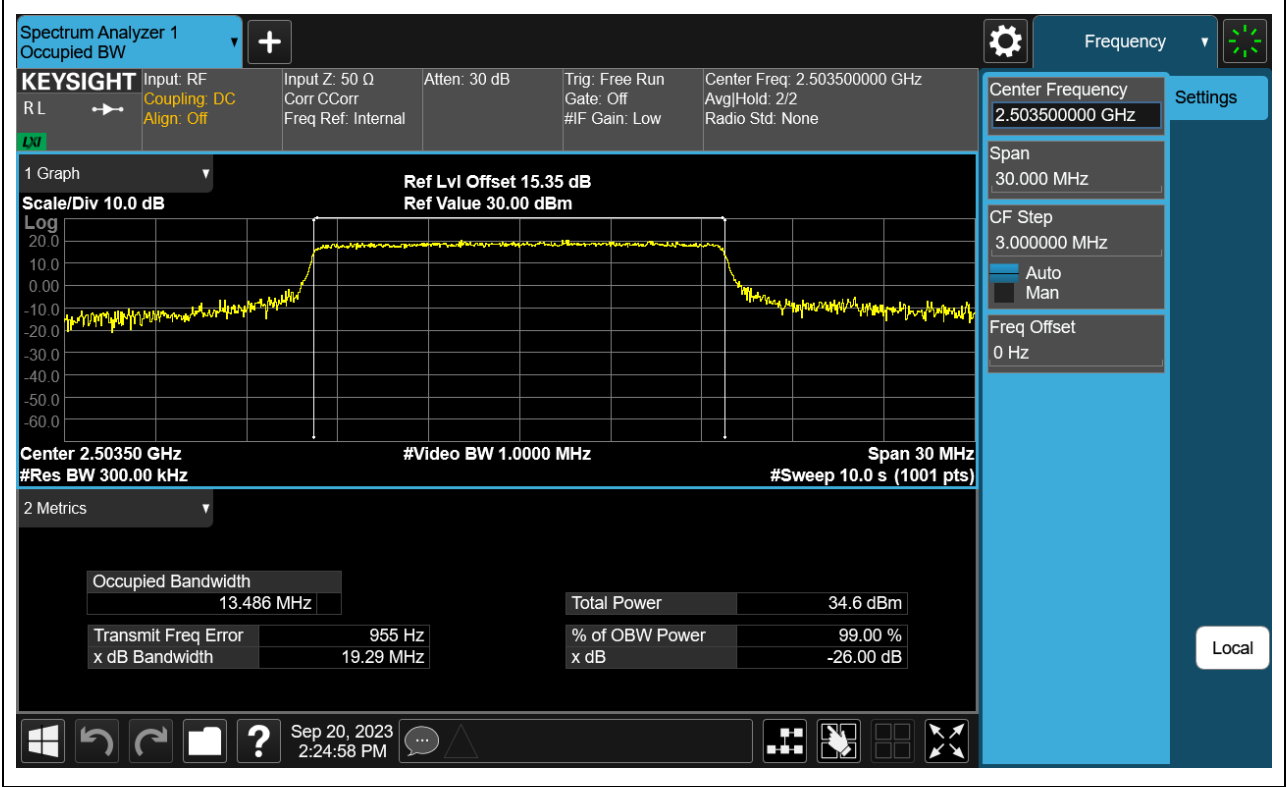 Spectrum Analyzer 1
Occupied BW
Frequency
KEYSIGHT
R L
LXI
Input: RF
Coupling: DC
Align: Off
Input Z: 50 Ω
Corr CCorr
Freq Ref: Internal
Atten: 30 dB
Trig: Free Run
Gate: Off
#IF Gain: Low
Center Freq: 2.503500000 GHz
Avg|Hold: 2/2
Radio Std: None
Center Frequency
2.503500000 GHz
Settings
Span
30.000 MHz
CF Step
3.000000 MHz
Auto
Man
Freq Offset
0 Hz
Local
1 Graph
Scale/Div 10.0 dB
Ref Lvl Offset 15.35 dB
Ref Value 30.00 dBm
Log
20.0
10.0
0.00
-10.0
-20.0
-30.0
-40.0
-50.0
-60.0
Center 2.50350 GHz
#Video BW 1.0000 MHz
Span 30 MHz
#Res BW 300.00 kHz
#Sweep 10.0 s (1001 pts)
2 Metrics
Occupied Bandwidth
13.486 MHz
Total Power 34.6 dBm
Transmit Freq Error 955 Hz
% of OBW Power 99.00 %
x dB Bandwidth 19.29 MHz
x dB -26.00 dB
Sep 20, 2023
2:24:58 PM